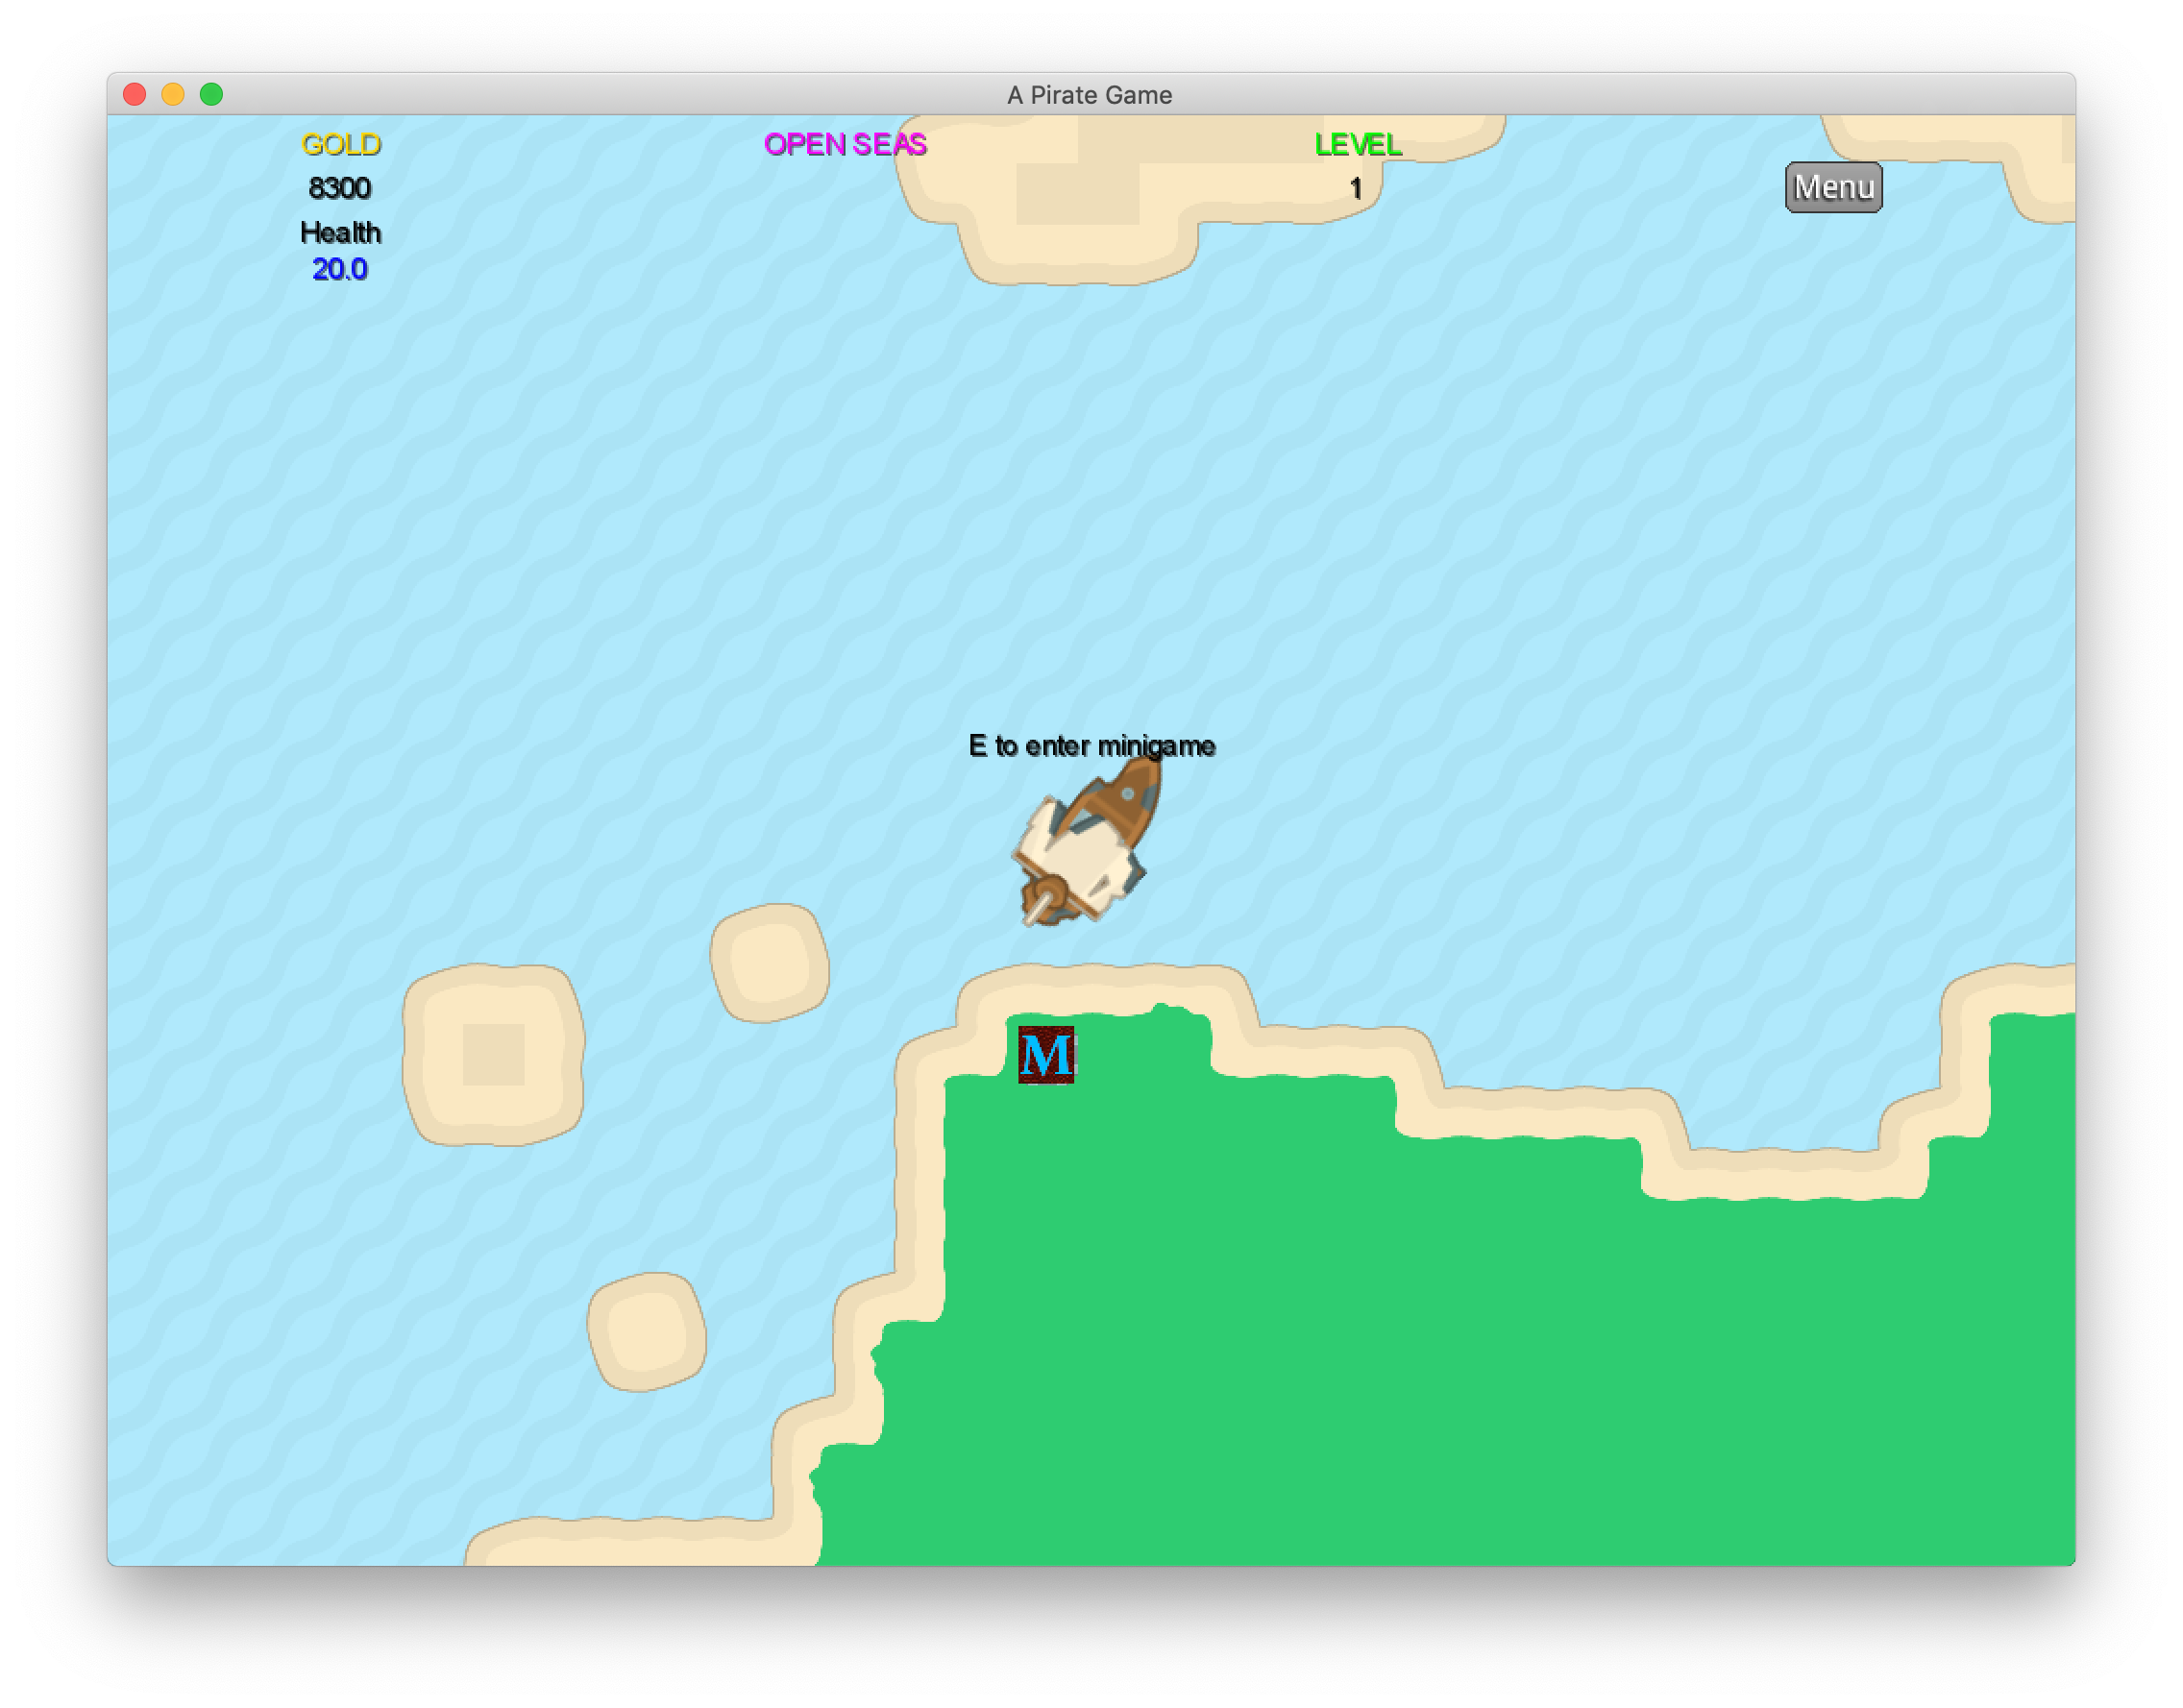 A Pirate Game
GOLD
8300
Health
20.0
OPEN SEAS
LEVEL
1
Menu
E to enter minigame
M